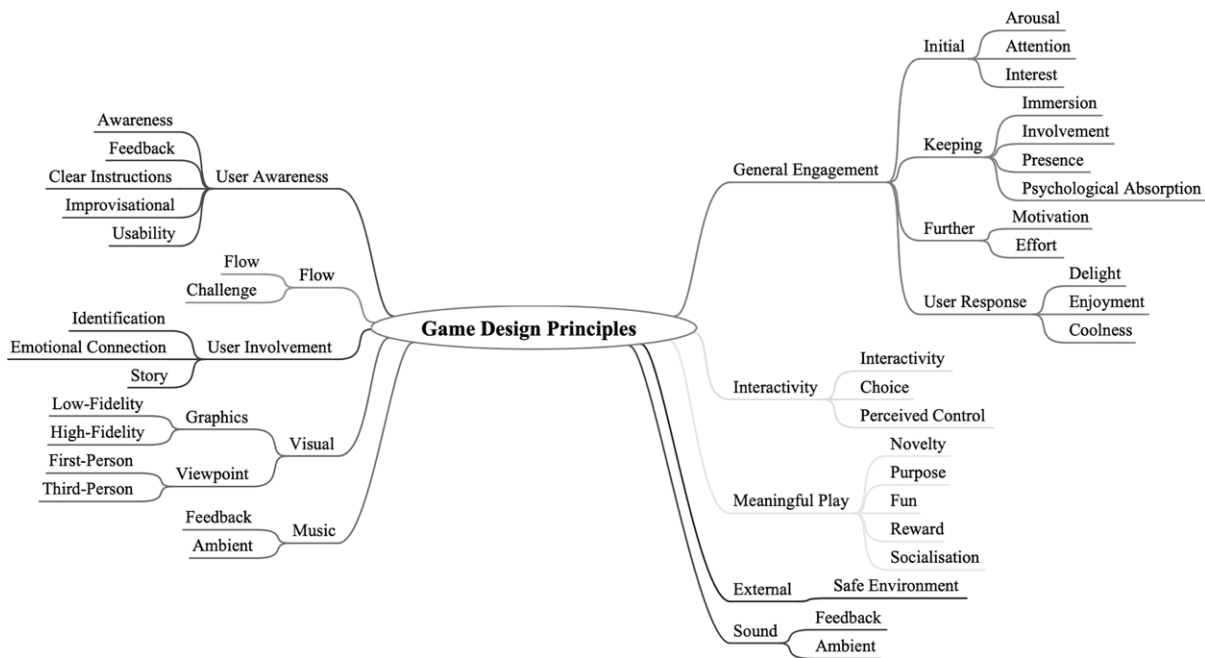 Game Design Principles
User Awareness
Awareness
Feedback
Clear Instructions
Improvisational
Usability
Flow
Flow
Challenge
User Involvement
Identification
Emotional Connection
Story
Visual
Graphics
Low-Fidelity
High-Fidelity
Viewpoint
First-Person
Third-Person
Music
Feedback
Ambient
General Engagement
Initial
Arousal
Attention
Interest
Keeping
Immersion
Involvement
Presence
Psychological Absorption
Further
Motivation
Effort
User Response
Delight
Enjoyment
Coolness
Interactivity
Interactivity
Choice
Perceived Control
Meaningful Play
Novelty
Purpose
Fun
Reward
Socialisation
External
Safe Environment
Sound
Feedback
Ambient